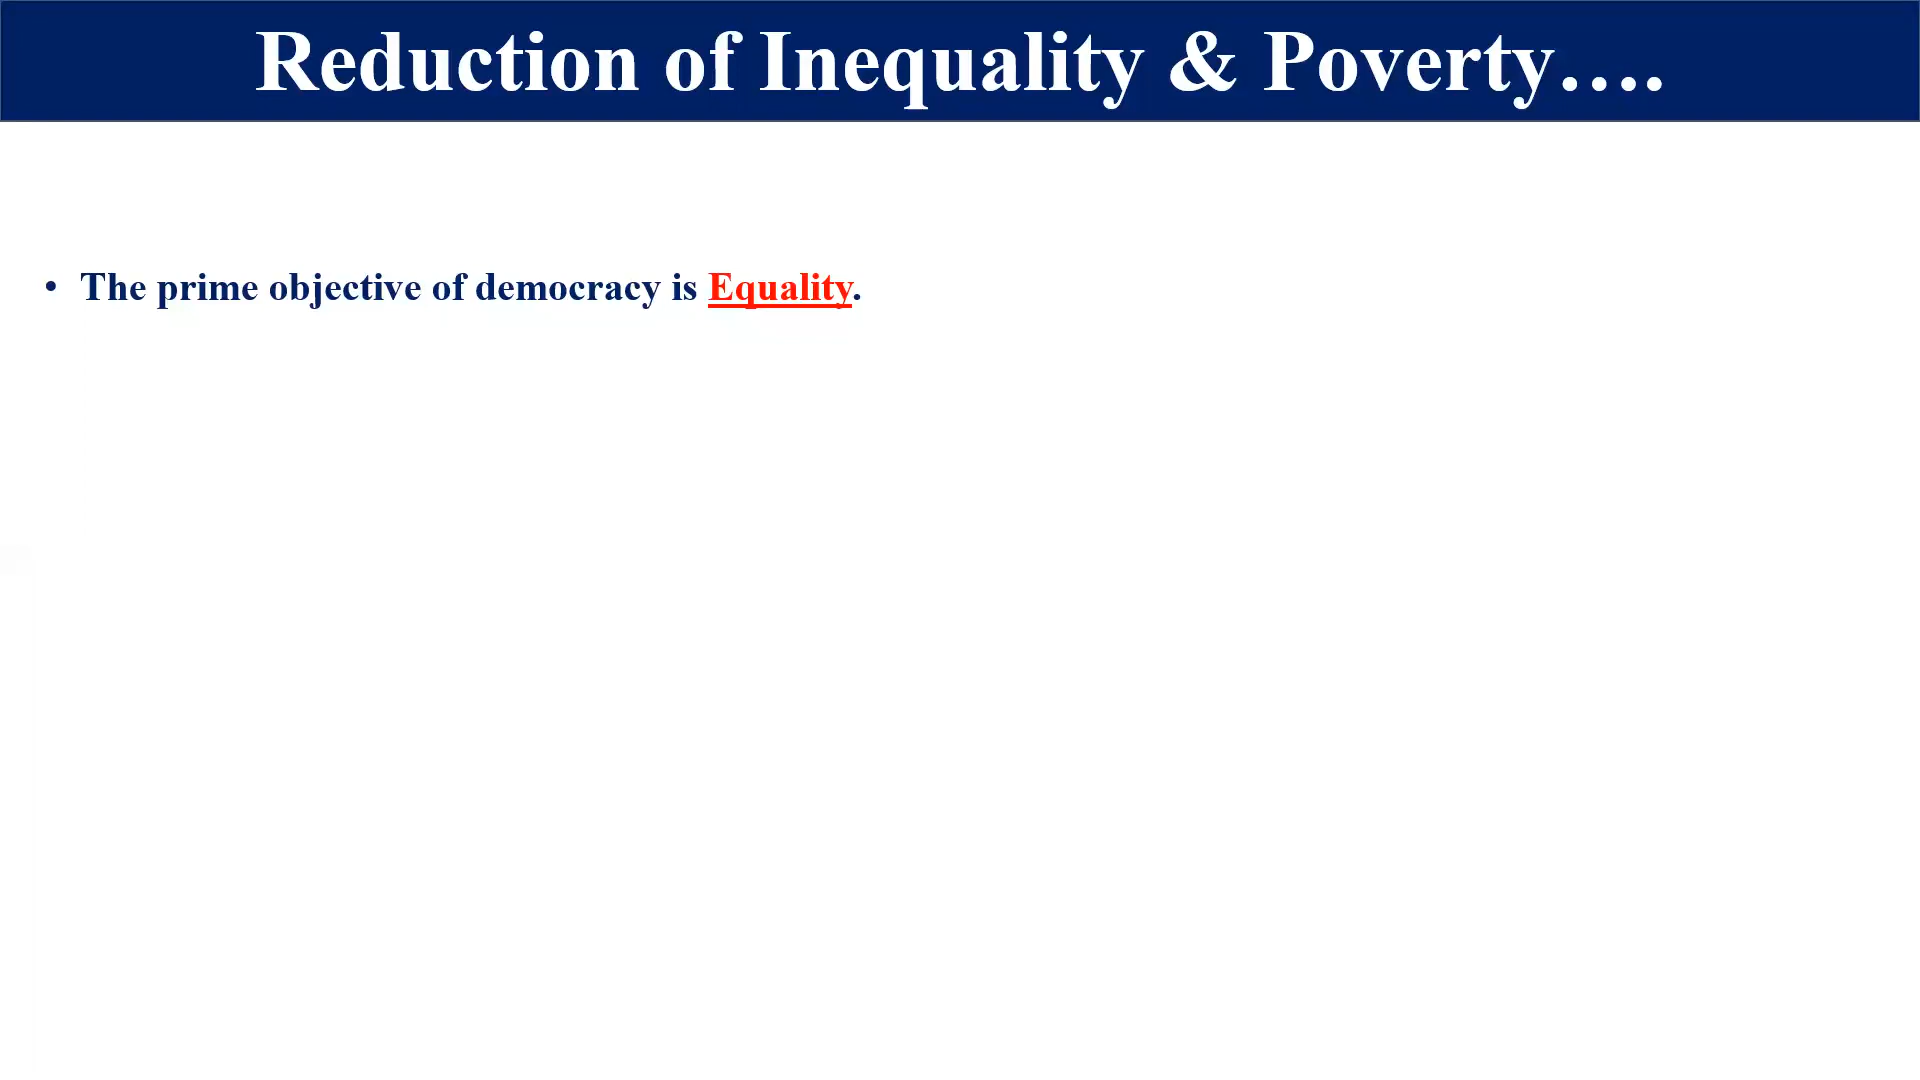 Reduction of Inequality & Poverty….
• The prime objective of democracy is Equality.